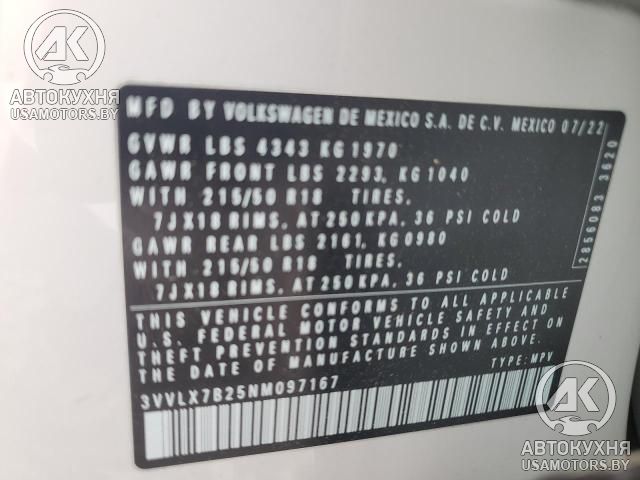 AK
АВТОКУХНЯ
USAMOTORS.BY
MFD BY VOLKSWAGEN DE MEXICO S.A. DE C.V. MEXICO 07/22
GVWR LBS 4343 KG 1970
GAWR FRONT LBS 2293, KG 1040
WITH 215/50 R18 TIRES.
7JX18 RIMS, AT 250 KPA, 36 PSI COLD
GAWR REAR LBS 2161, KG 0980
WITH 215/50 R18 TIRES.
7JX18 RIMS, AT 250 KPA, 36 PSI COLD
2856083 3620
THIS VEHICLE CONFORMS TO ALL APPLICABLE
U.S. FEDERAL MOTOR VEHICLE SAFETY AND
THEFT PREVENTION STANDARDS IN EFFECT ON
THE DATE OF MANUFACTURE SHOWN ABOVE.
3VVLX7B25NM097167
TYPE: MPV
AK
АВТОКУХНЯ
USAMOTORS.BY